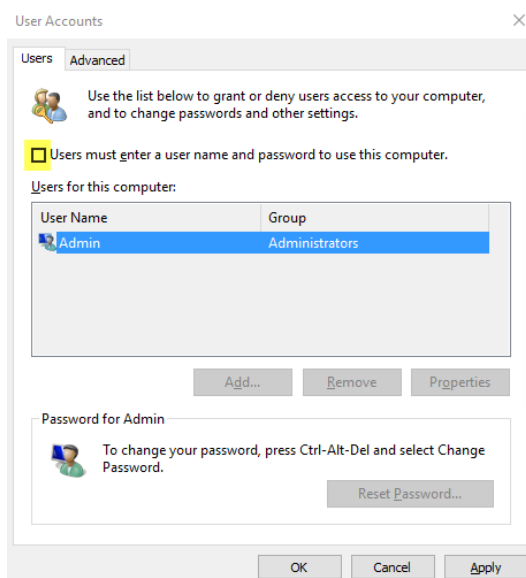 User Accounts
Users
Advanced
Use the list below to grant or deny users access to your computer,
and to change passwords and other settings.
Users must enter a user name and password to use this computer.
Users for this computer:
User Name Group
Admin Administrators
Add... Remove Properties
Password for Admin
To change your password, press Ctrl-Alt-Del and select Change
Password.
Reset Password...
OK Cancel Apply